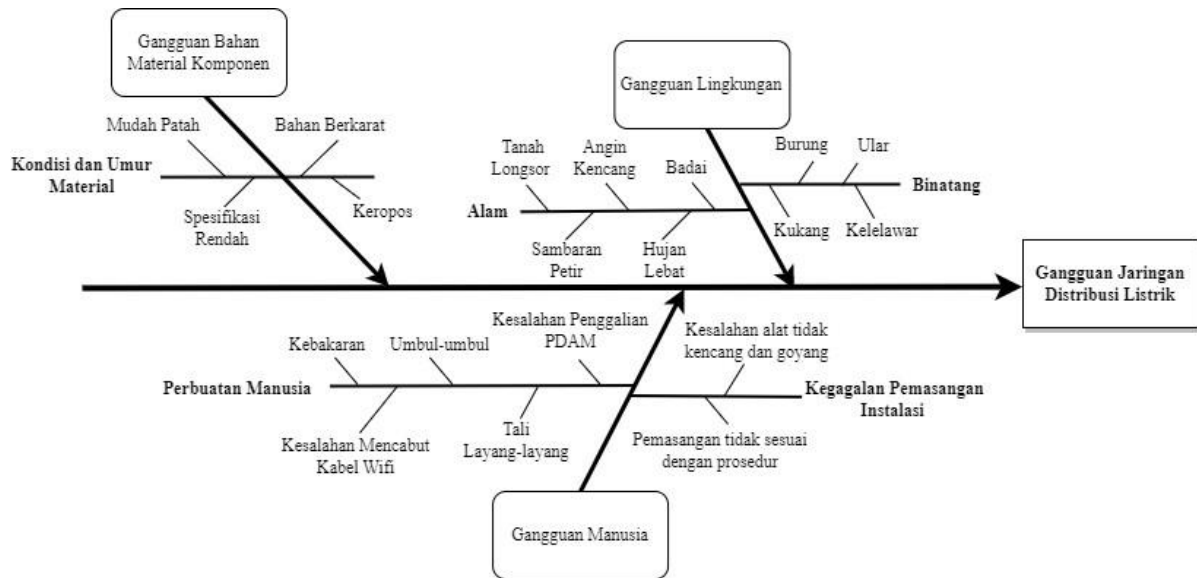 Gangguan Bahan
Material Komponen
Gangguan Lingkungan
Mudah Patah
Bahan Berkarat
Kondisi dan Umur
Material
Spesifikasi
Rendah
Keropos
Tanah
Longsor
Angin
Kencang
Badai
Alam
Sambaran
Petir
Hujan
Lebat
Burung
Ular
Binatang
Kukang
Kelelawar
Gangguan Jaringan
Distribusi Listrik
Kebakaran
Umbul-umbul
Kesalahan Penggalian
PDAM
Perbuatan Manusia
Kesalahan Mencabut
Kabel Wifi
Tali
Layang-layang
Kesalahan alat tidak
kencang dan goyang
Kegagalan Pemasangan
Instalasi
Pemasangan tidak sesuai
dengan prosedur
Gangguan Manusia